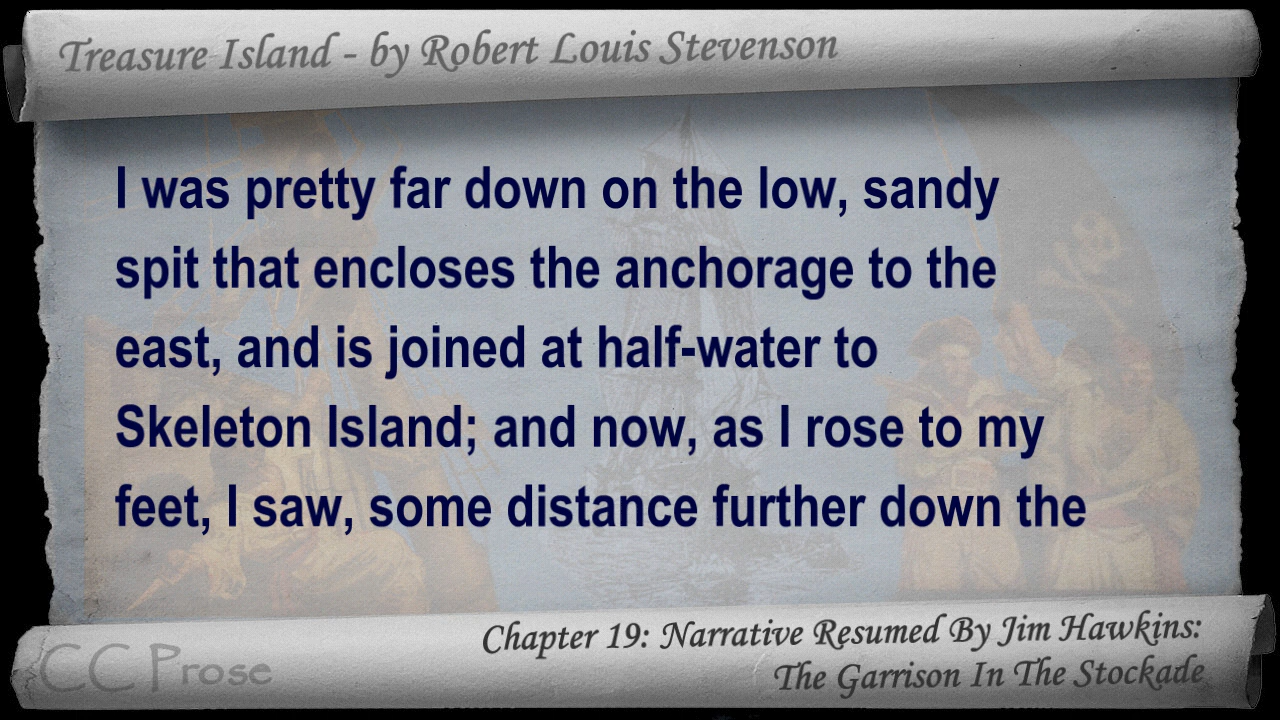 Treasure Island - by Robert Louis Stevenson
I was pretty far down on the low, sandy
spit that encloses the anchorage to the
east, and is joined at half-water to
Skeleton Island; and now, as I rose to my
feet, I saw, some distance further down the
Chapter 19: Narrative Resumed By Jim Hawkins:
The Garrison In The Stockade
CC Prose